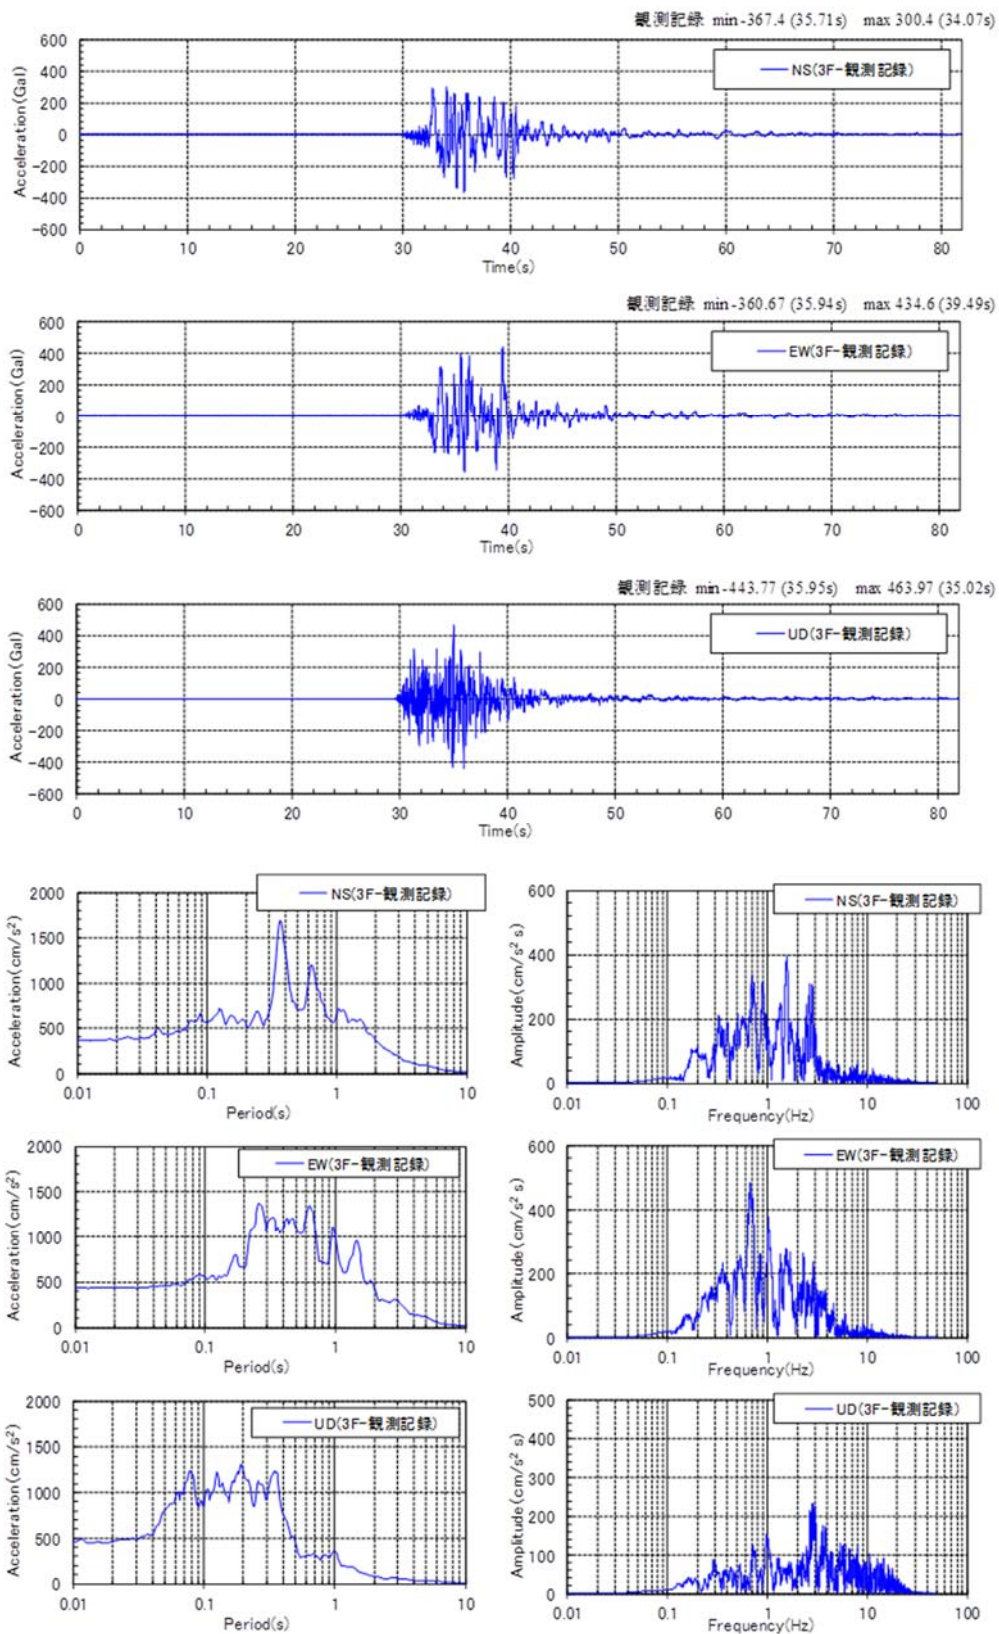 観測記録 min-367.4 (35.71s) max 300.4 (34.07s)
Acceleration(Gal)
600
400
200
0
-200
-400
-600
NS(3F-観測記録)
0 10 20 30 40 50 60 70 80
Time(s)
観測記録 min-360.67 (35.94s) max 434.6 (39.49s)
Acceleration(Gal)
600
400
200
0
-200
-400
-600
EW(3F-観測記録)
0 10 20 30 40 50 60 70 80
Time(s)
観測記録 min-443.77 (35.95s) max 463.97 (35.02s)
Acceleration(Gal)
600
400
200
0
-200
-400
-600
UD(3F-観測記録)
0 10 20 30 40 50 60 70 80
Time(s)
Acceleration(cm/s²)
2000
1500
1000
500
0
NS(3F-観測記録)
0.01 0.1 1 10
Period(s)
Amplitude(cm/s² s)
600
400
200
0
NS(3F-観測記録)
0.01 0.1 1 10 100
Frequency(Hz)
Acceleration(cm/s²)
2000
1500
1000
500
0
EW(3F-観測記録)
0.01 0.1 1 10
Period(s)
Amplitude(cm/s² s)
600
400
200
0
EW(3F-観測記録)
0.01 0.1 1 10 100
Frequency(Hz)
Acceleration(cm/s²)
2000
1500
1000
500
0
UD(3F-観測記録)
0.01 0.1 1 10
Period(s)
Amplitude(cm/s² s)
500
400
300
200
100
0
UD(3F-観測記録)
0.01 0.1 1 10 100
Frequency(Hz)